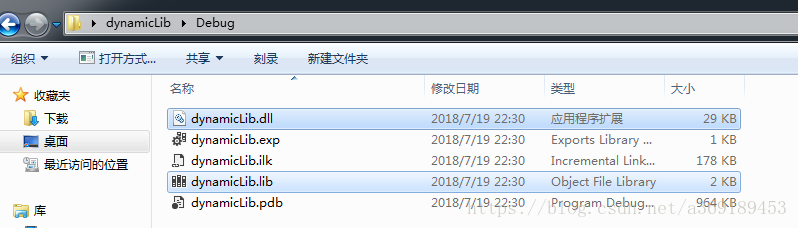 dynamicLib ▸ Debug
组织 打开方式... 共享 刻录 新建文件夹
收藏夹
下载
桌面
最近访问的位置
库
名称 修改日期 类型 大小
dynamicLib.dll 2018/7/19 22:30 应用程序扩展 29 KB
dynamicLib.exp 2018/7/19 22:30 Exports Library ... 1 KB
dynamicLib.ilk 2018/7/19 22:30 Incremental Link... 178 KB
dynamicLib.lib 2018/7/19 22:30 Object File Library 2 KB
dynamicLib.pdb 2018/7/19 22:30 Program Debug... 964 KB
https://blog.csdn.net/a369189453